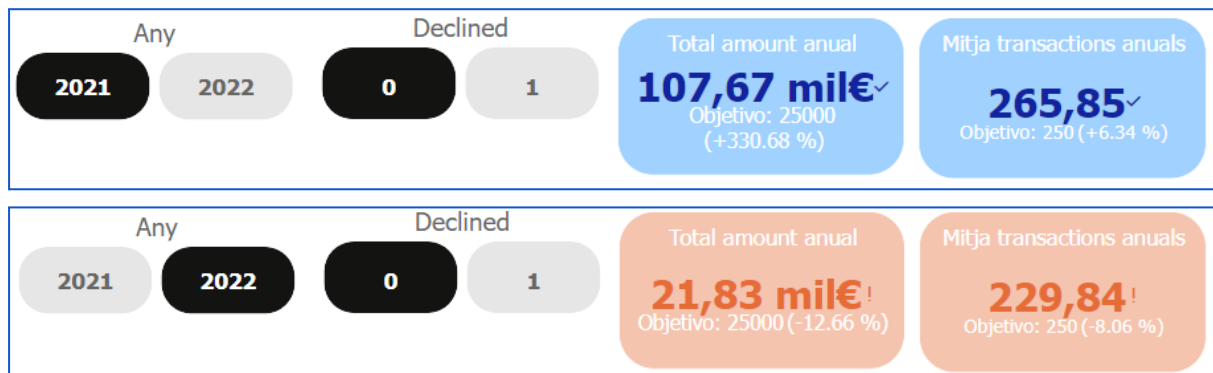 Any
2021 2022
Declined
0 1
Total amount anual
107,67 mil€✓
Objetivo: 25000
(+330.68 %)
Mitja transactions anuals
265,85✓
Objetivo: 250 (+6.34 %)
Any
2021 2022
Declined
0 1
Total amount anual
21,83 mil€!
Objetivo: 25000 (-12.66 %)
Mitja transactions anuals
229,84!
Objetivo: 250 (-8.06 %)